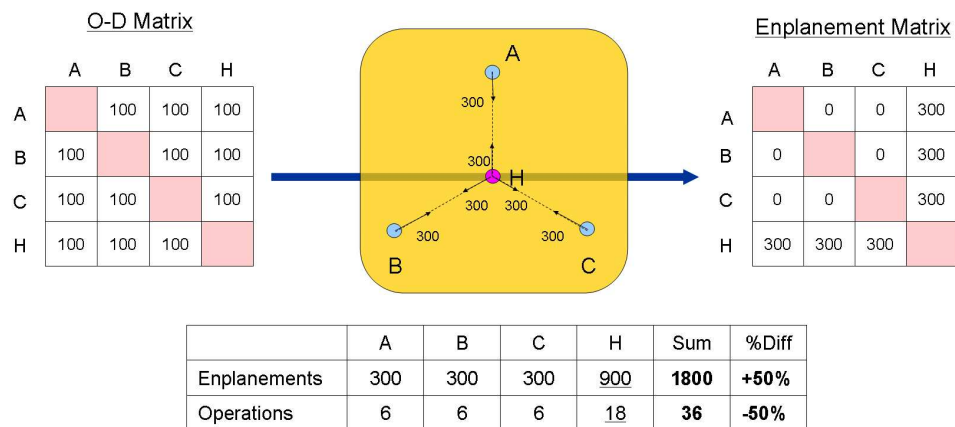 O-D Matrix
A B C H
A 100 100 100
B 100 100 100
C 100 100 100
H 100 100 100
A
300
300
H
300 300
300 300
B C
Enplanement Matrix
A B C H
A 0 0 300
B 0 0 300
C 0 0 300
H 300 300 300
A B C H Sum %Diff
Enplanements 300 300 300 900 1800 +50%
Operations 6 6 6 18 36 -50%